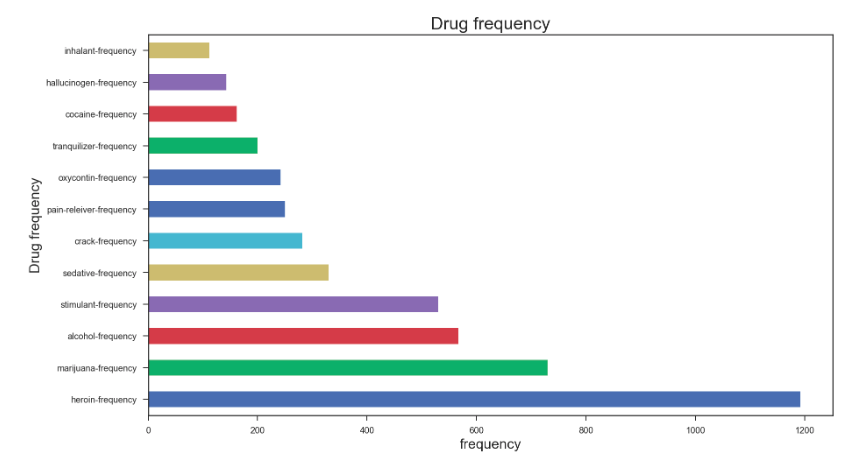 Drug frequency
inhalant-frequency
hallucinogen-frequency
cocaine-frequency
tranquilizer-frequency
oxycontin-frequency
pain-releiver-frequency
crack-frequency
sedative-frequency
stimulant-frequency
alcohol-frequency
marijuana-frequency
heroin-frequency
Drug frequency
0 200 400 600 800 1000 1200
frequency